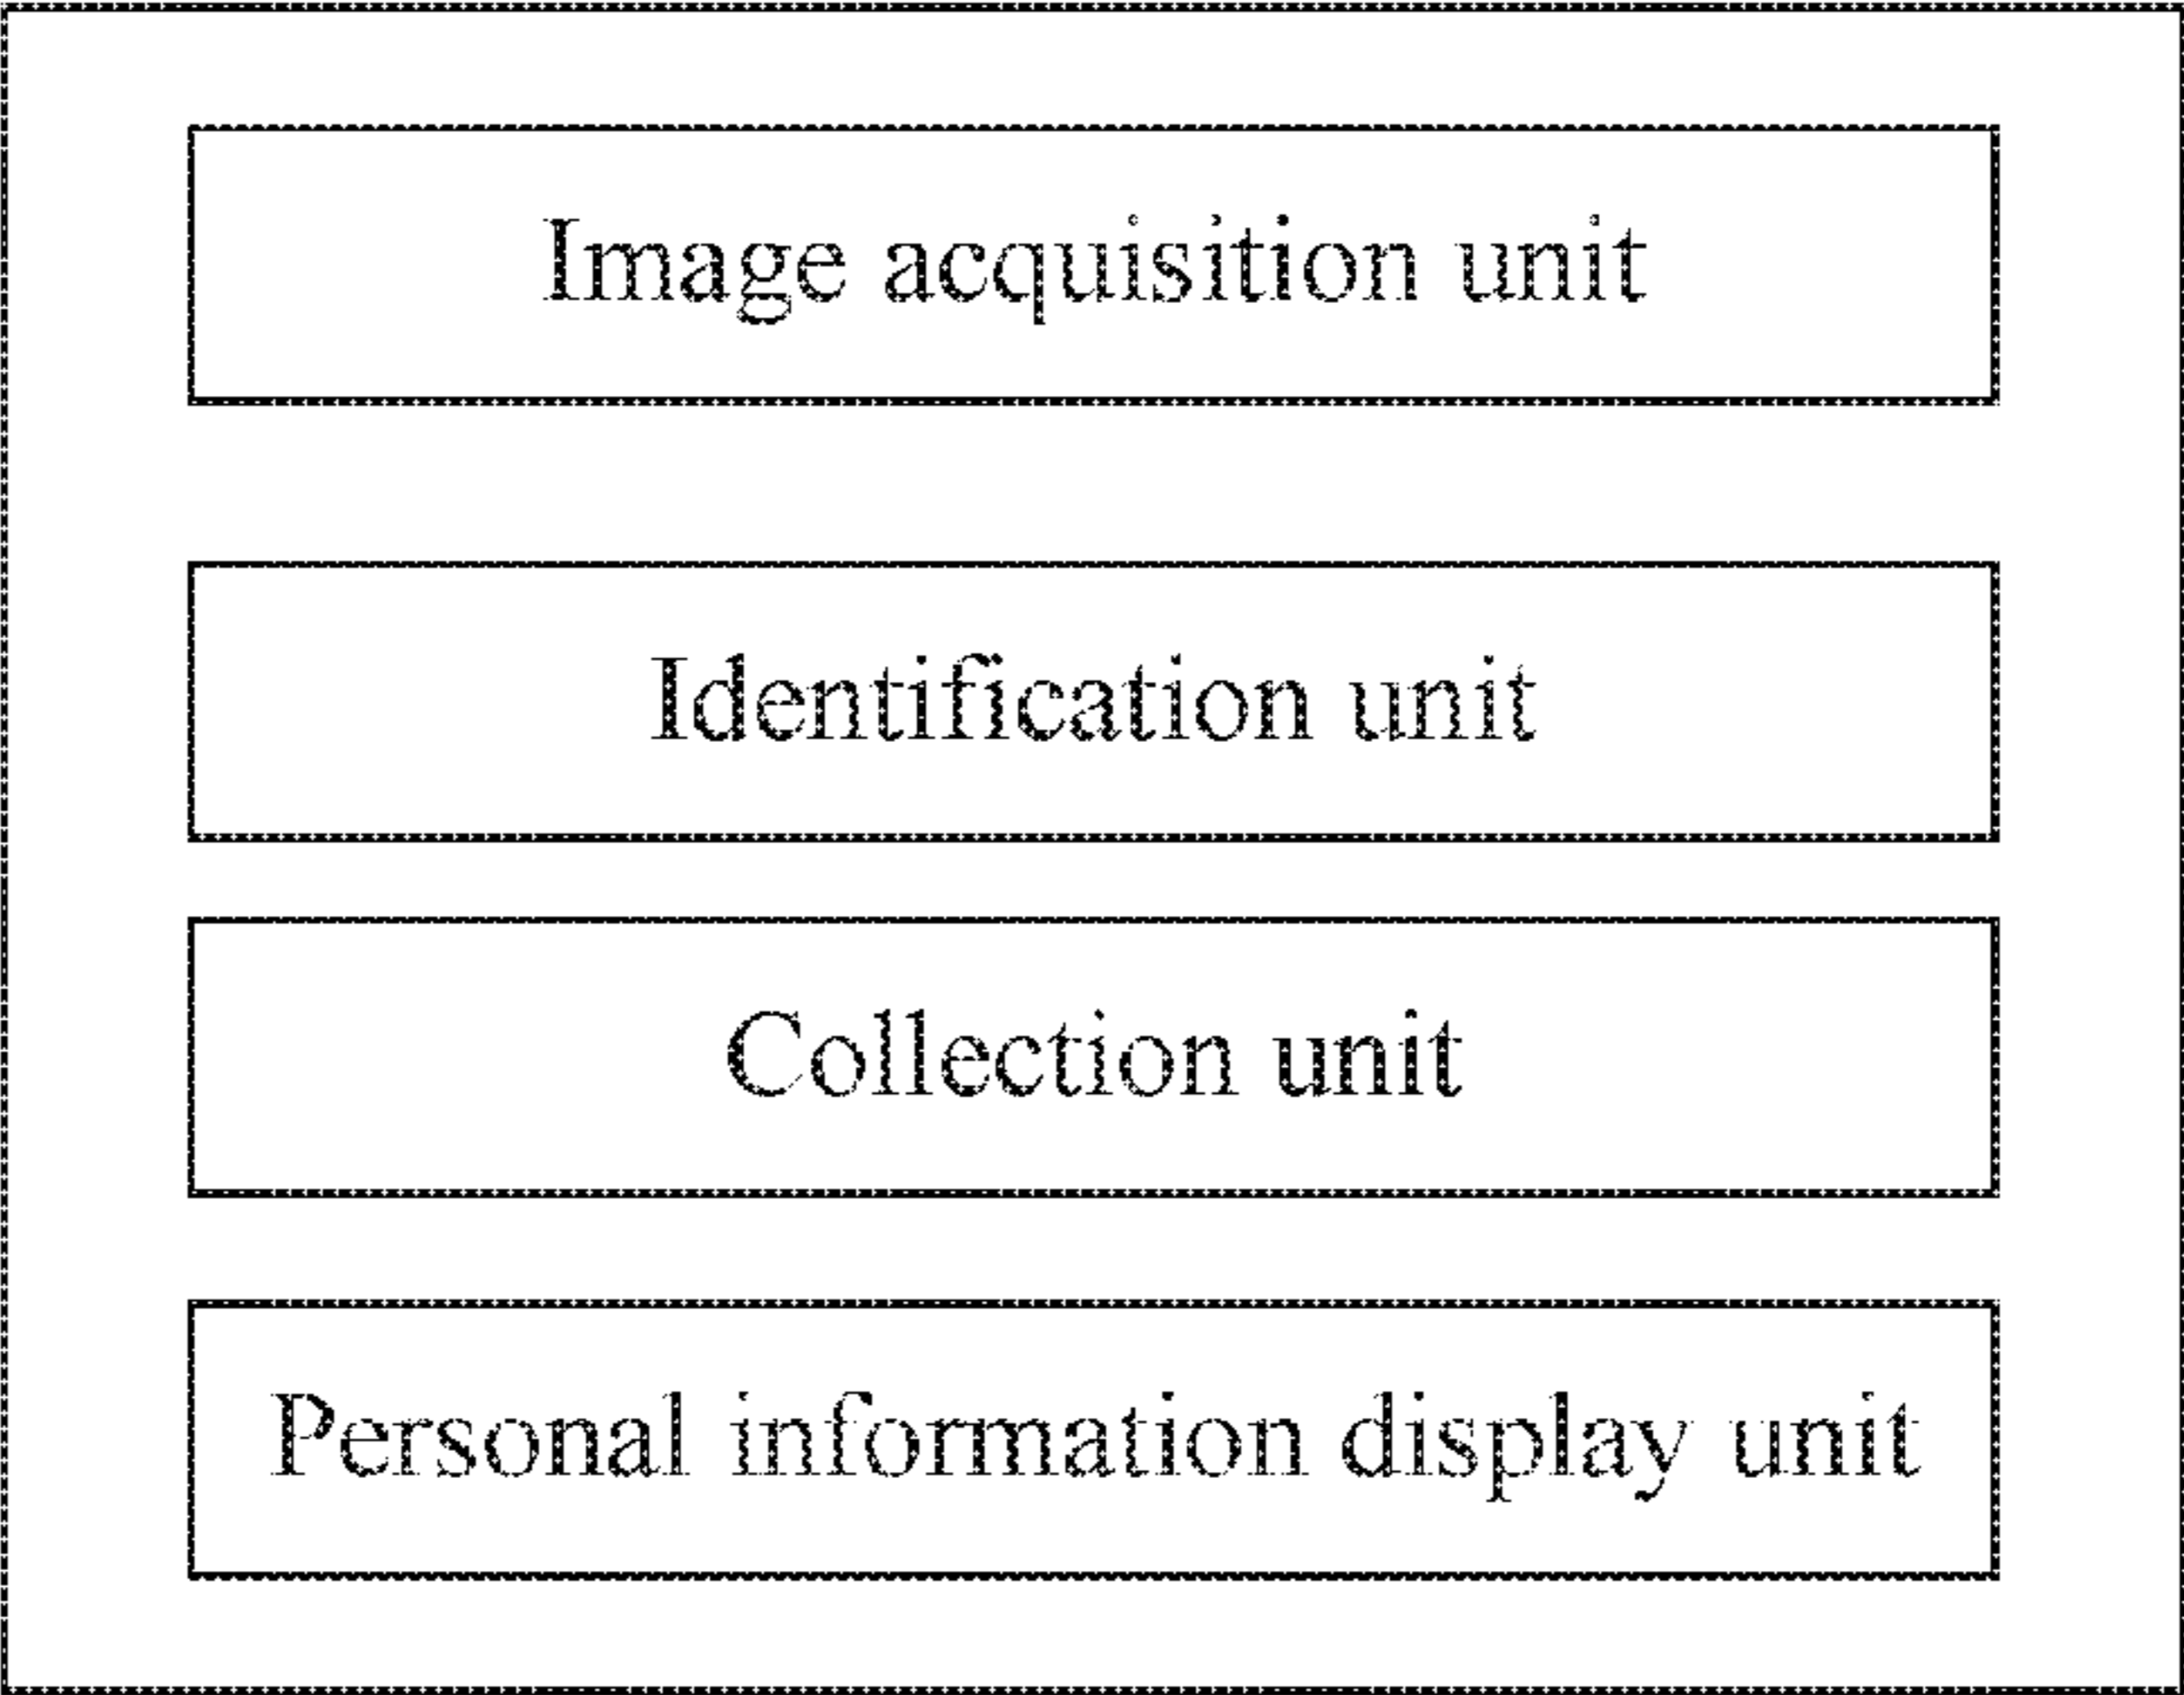 Image acquisition unit
Identification unit
Collection unit
Personal information display unit